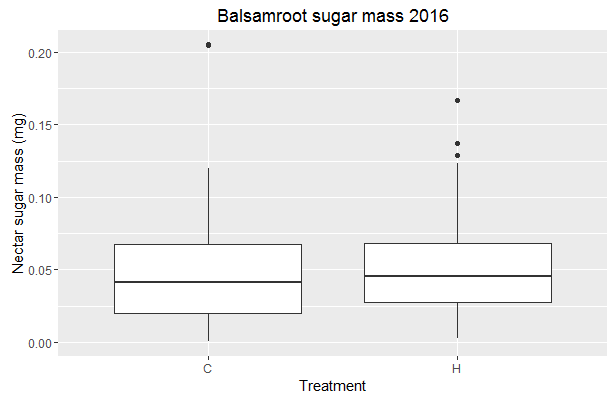 Balsamroot sugar mass 2016
Nectar sugar mass (mg)
0.20
0.15
0.10
0.05
0.00
C H
Treatment